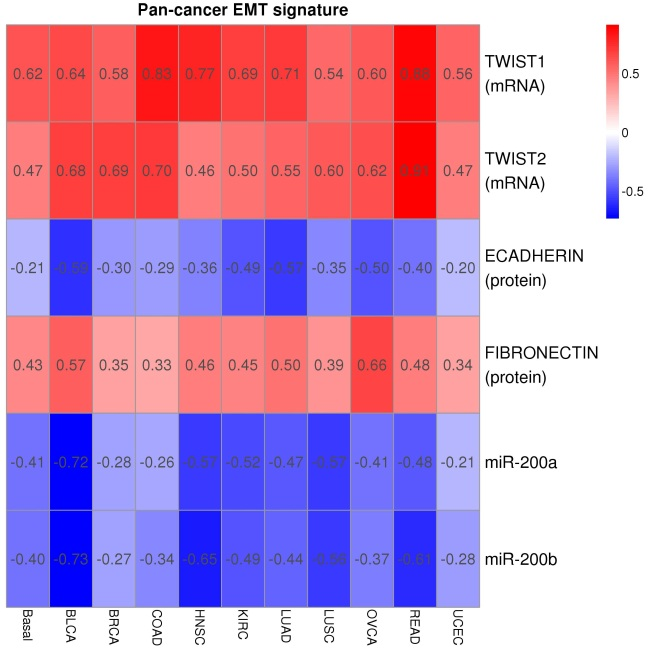 Pan-cancer EMT signature
0.62 0.64 0.58 0.83 0.77 0.69 0.71 0.54 0.60 0.88 0.56
TWIST1
(mRNA)
0.47 0.68 0.69 0.70 0.46 0.50 0.55 0.60 0.62 0.91 0.47
TWIST2
(mRNA)
-0.21 -0.59 -0.30 -0.29 -0.36 -0.49 -0.57 -0.35 -0.50 -0.40 -0.20
ECADHERIN
(protein)
0.43 0.57 0.35 0.33 0.46 0.45 0.50 0.39 0.66 0.48 0.34
FIBRONECTIN
(protein)
-0.41 -0.72 -0.28 -0.26 -0.57 -0.52 -0.47 -0.57 -0.41 -0.48 -0.21
miR-200a
-0.40 -0.73 -0.27 -0.34 -0.65 -0.49 -0.44 -0.37 -0.61 -0.28
miR-200b
Basal BLCA BRCA COAD HNSC KIRC LUAD LUSC OVCA READ UCEC
0.5
0
-0.5